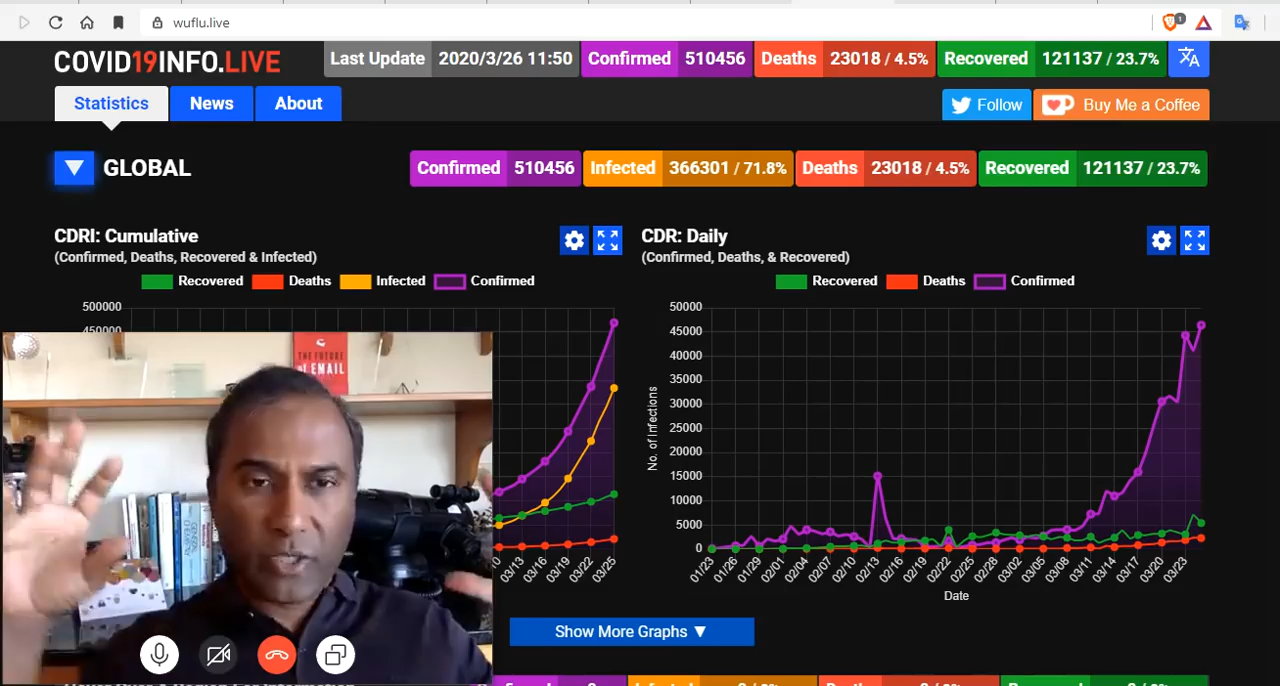 wuflu.live
1
COVID19INFO.LIVE
Last Update 2020/3/26 11:50 Confirmed 510456 Deaths 23018 / 4.5% Recovered 121137 / 23.7%
Statistics News About
Follow Buy Me a Coffee
GLOBAL
Confirmed 510456 Infected 366301 / 71.8% Deaths 23018 / 4.5% Recovered 121137 / 23.7%
CDRI: Cumulative
(Confirmed, Deaths, Recovered & Infected)
Recovered Deaths Infected Confirmed
500000
450000
03/13 03/16 03/19 03/22 03/25
CDR: Daily
(Confirmed, Deaths, & Recovered)
Recovered Deaths Confirmed
50000
45000
40000
35000
30000
25000
20000
15000
10000
5000
0
No. of Infections
01/23 01/26 01/29 02/01 02/04 02/07 02/10 02/13 02/16 02/19 02/22 02/25 02/28 03/02 03/05 03/08 03/11 03/14 03/17 03/20 03/23
Date
THE FUTURE
of EMAIL
Show More Graphs ▼